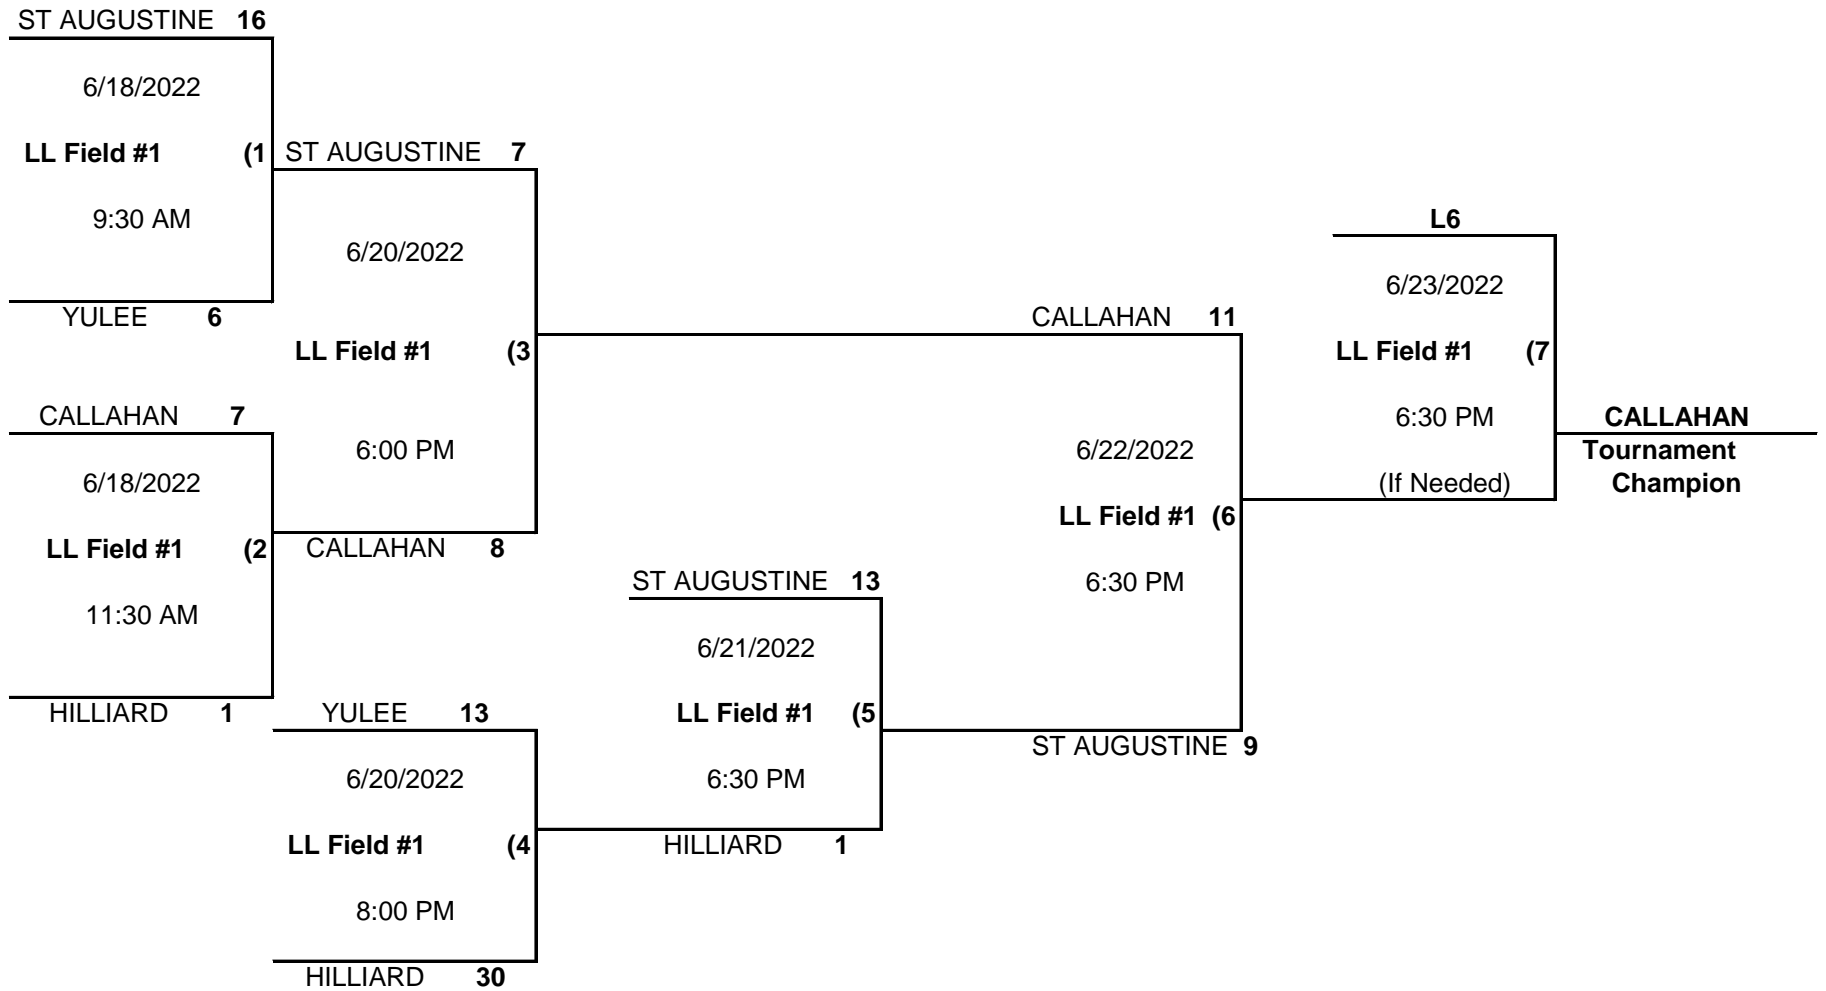 ST AUGUSTINE 16
6/18/2022
LL Field #1 (1
9:30 AM
YULEE 6
CALLAHAN 7
6/18/2022
LL Field #1 (2
11:30 AM
HILLIARD 1
ST AUGUSTINE 7
6/20/2022
LL Field #1 (3
6:00 PM
CALLAHAN 8
YULEE 13
6/20/2022
LL Field #1 (4
8:00 PM
HILLIARD 30
ST AUGUSTINE 13
6/21/2022
LL Field #1 (5
6:30 PM
HILLIARD 1
CALLAHAN 11
6/22/2022
LL Field #1 (6
6:30 PM
ST AUGUSTINE 9
L6
6/23/2022
LL Field #1 (7
6:30 PM
(If Needed)
CALLAHAN
Tournament
Champion